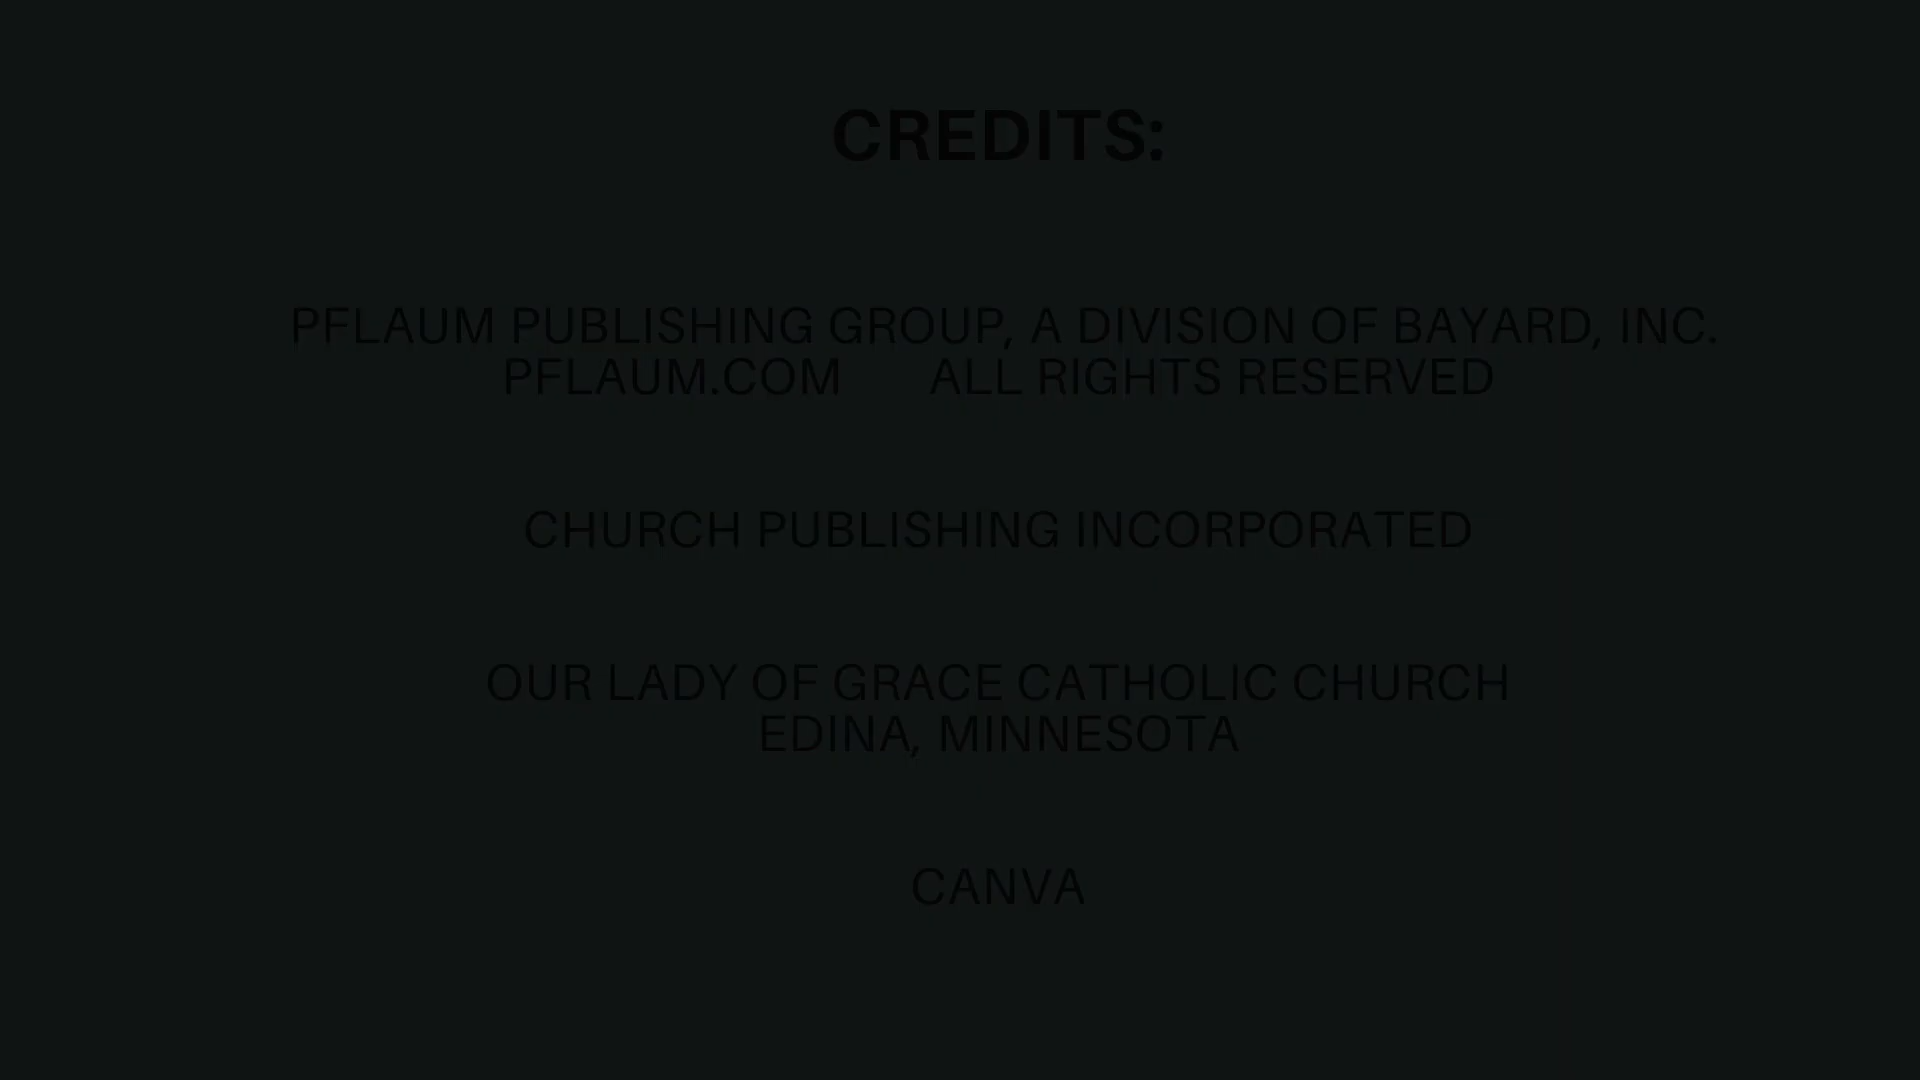 CREDITS:
PFLAUM PUBLISHING GROUP, A DIVISION OF BAYARD, INC.
PFLAUM.COM ALL RIGHTS RESERVED
CHURCH PUBLISHING INCORPORATED
OUR LADY OF GRACE CATHOLIC CHURCH
EDINA, MINNESOTA
CANVA